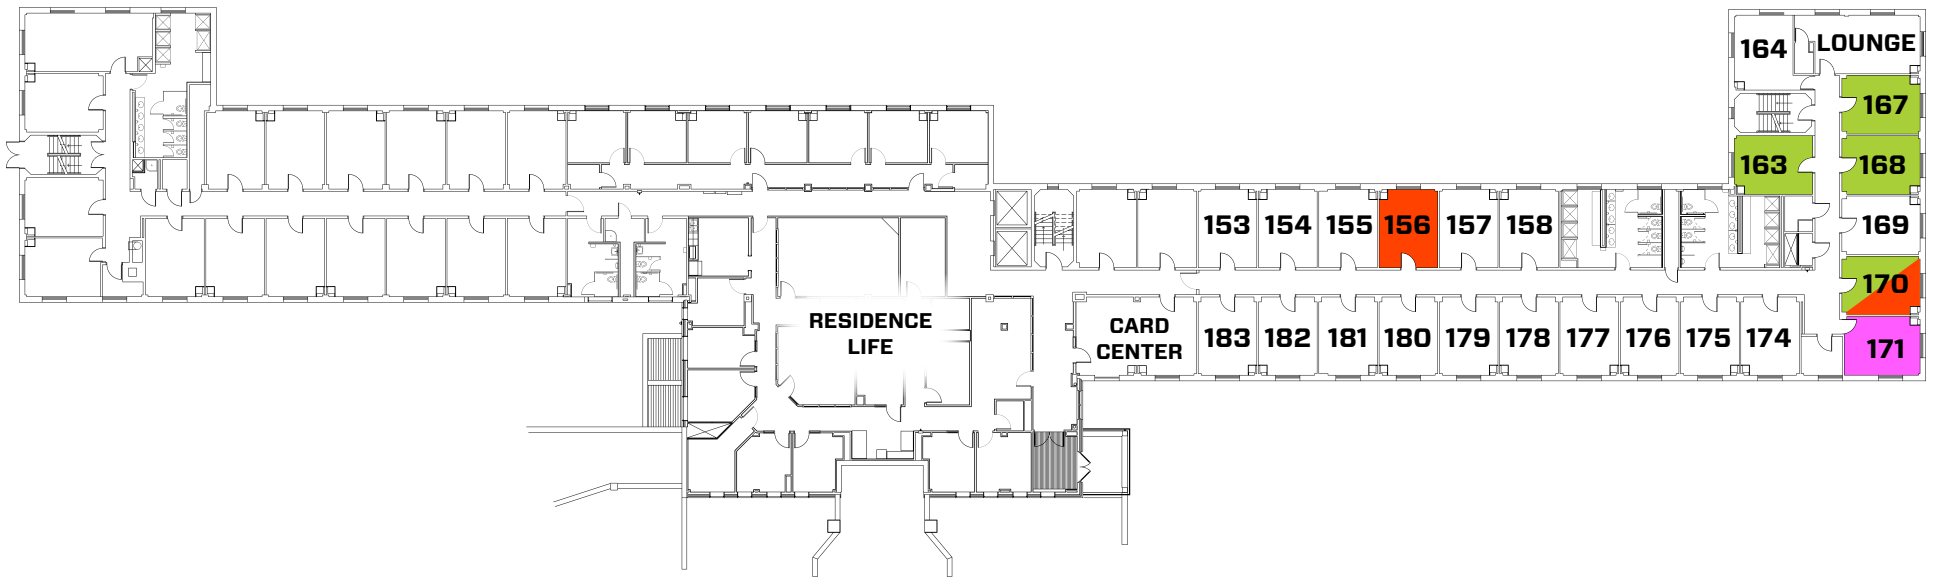 164 LOUNGE
167
163 168
153 154 155 156 157 158 169
170
RESIDENCE
LIFE
CARD
CENTER
183 182 181 180 179 178 177 176 175 174 171